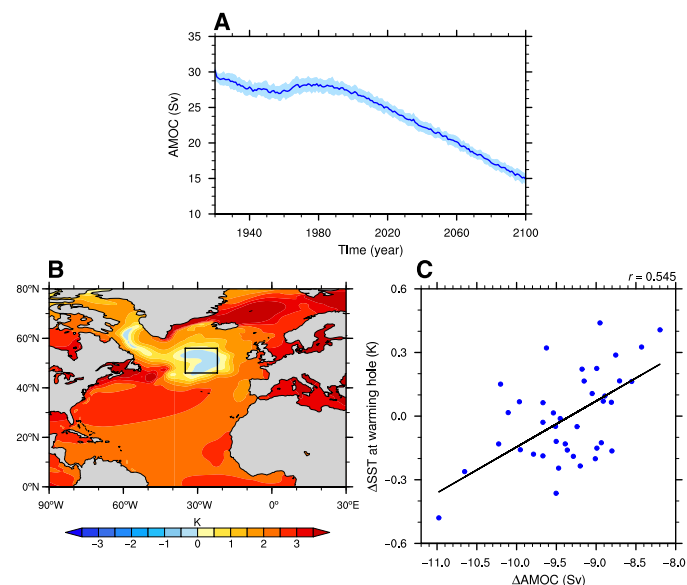 A
35
30
25
20
15
10
AMOC (Sv)
1940 1980 2020 2060 2100
Time (year)
B
80°N
60°N
40°N
20°N
0°N
90°W 60°W 30°W 0° 30°E
K
−3 −2 −1 0 1 2 3
C
r = 0.545
0.6
0.3
0.0
−0.3
−0.6
ΔSST at warming hole (K)
−11.0 −10.5 −10.0 −9.5 −9.0 −8.5 −8.0
ΔAMOC (Sv)